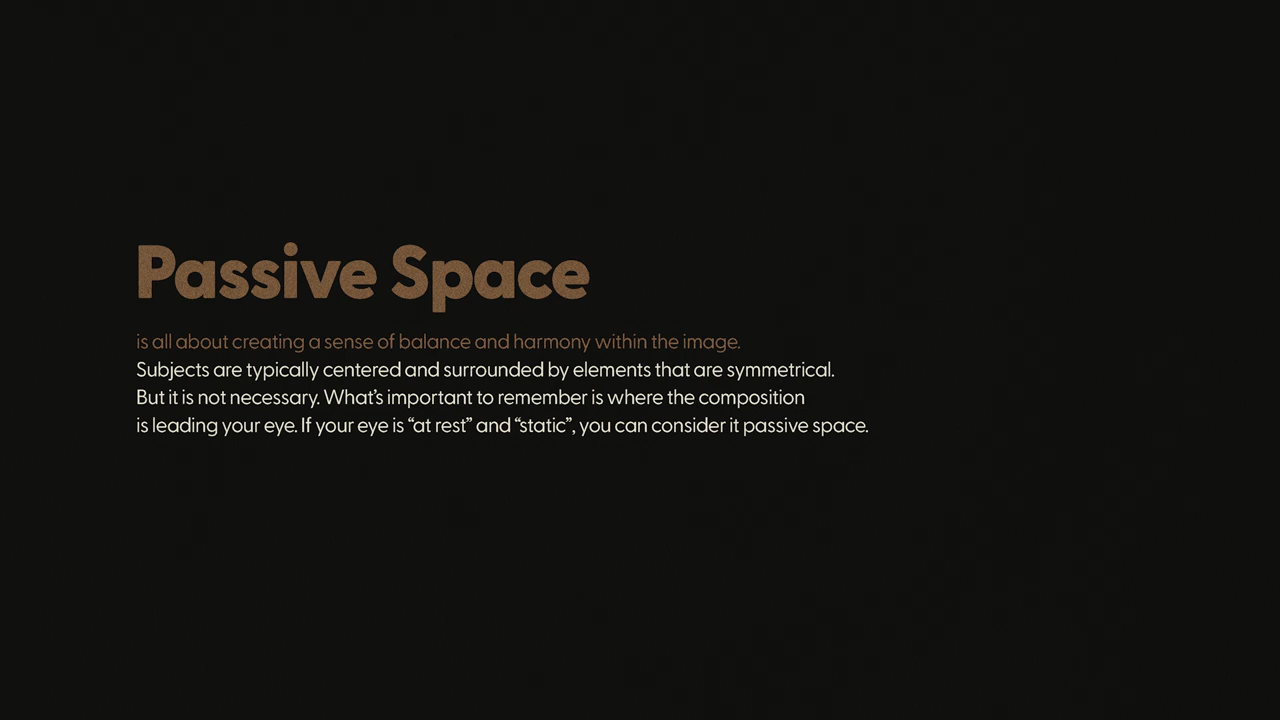 Passive Space
is all about creating a sense of balance and harmony within the image.
Subjects are typically centered and surrounded by elements that are symmetrical.
But it is not necessary. What’s important to remember is where the composition
is leading your eye. If your eye is “at rest” and “static”, you can consider it passive space.